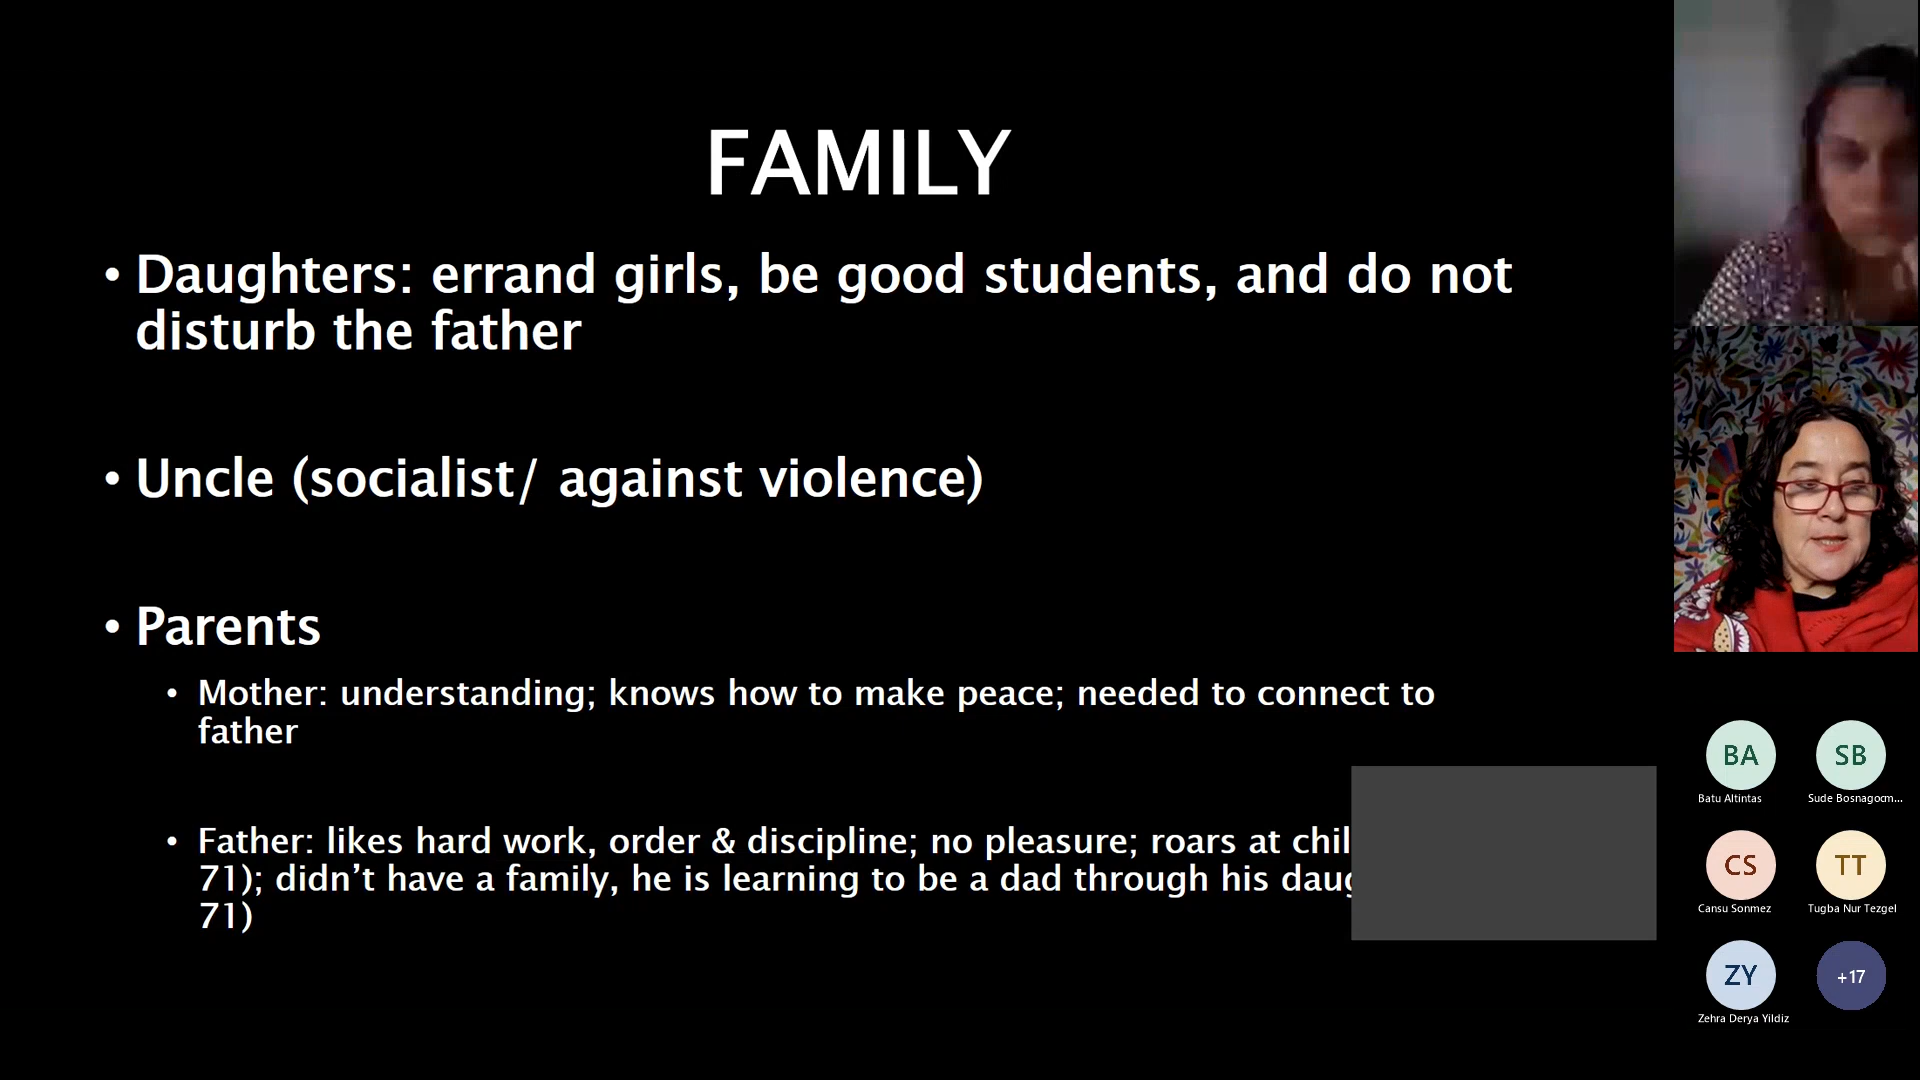 FAMILY
• Daughters: errand girls, be good students, and do not
disturb the father
• Uncle (socialist/ against violence)
• Parents
• Mother: understanding; knows how to make peace; needed to connect to
father
• Father: likes hard work, order & discipline; no pleasure; roars at chil
71); didn’t have a family, he is learning to be a dad through his daug
71)
BA
SB
Batu Altintas
Sude Bosnagocm...
CS
TT
Cansu Sonmez
Tugba Nur Tezgel
ZY
+17
Zehra Derya Yildiz